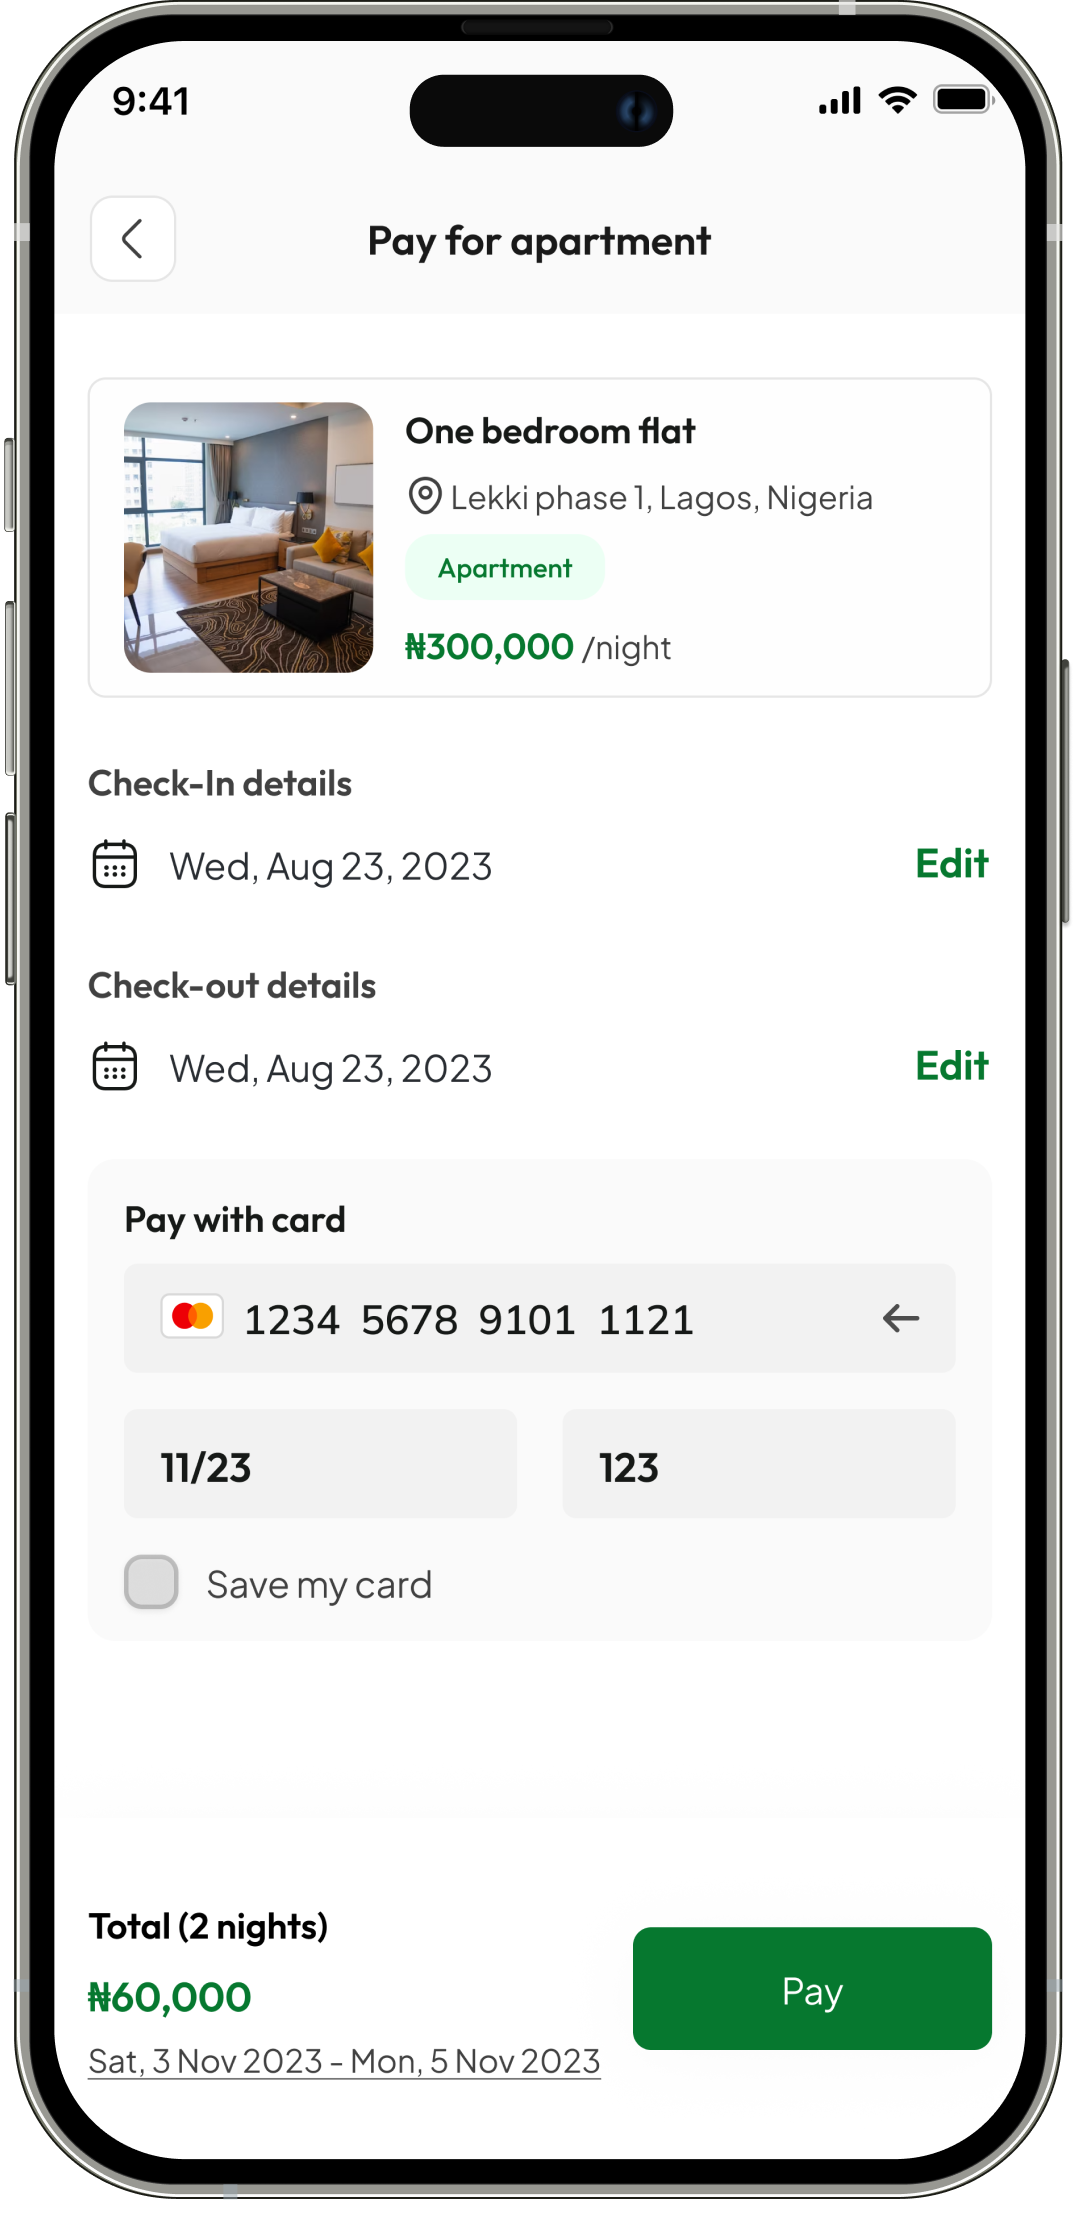 9:41
Pay for apartment
One bedroom flat
Lekki phase 1, Lagos, Nigeria
Apartment
₦300,000 /night
Check-In details
Wed, Aug 23, 2023
Edit
Check-out details
Wed, Aug 23, 2023
Edit
Pay with card
1234 5678 9101 1121
11/23
123
Save my card
Total (2 nights)
₦60,000
Sat, 3 Nov 2023 - Mon, 5 Nov 2023
Pay